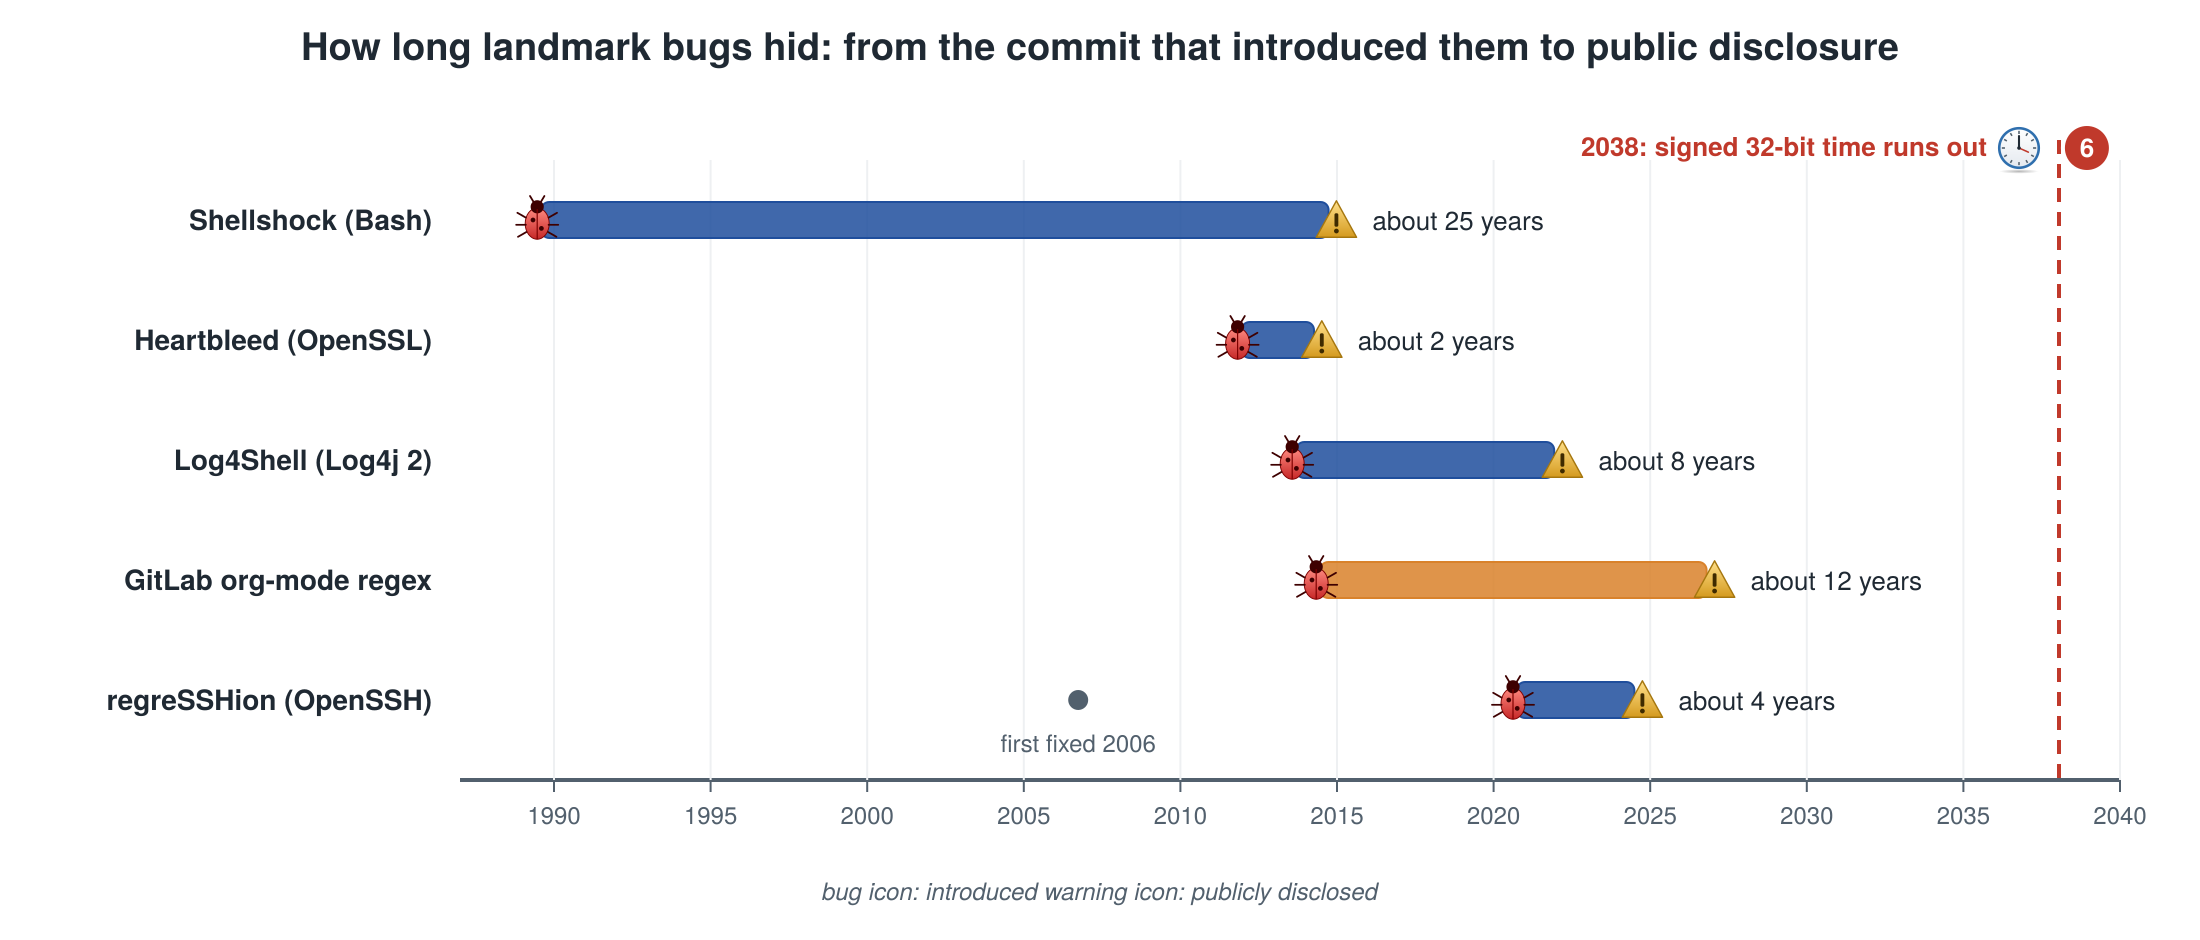 How long landmark bugs hid: from the commit that introduced them to public disclosure
2038: signed 32-bit time runs out
6
Shellshock (Bash)
about 25 years
Heartbleed (OpenSSL)
about 2 years
Log4Shell (Log4j 2)
about 8 years
GitLab org-mode regex
about 12 years
regreSSHion (OpenSSH)
about 4 years
first fixed 2006
1990 1995 2000 2005 2010 2015 2020 2025 2030 2035 2040
bug icon: introduced warning icon: publicly disclosed